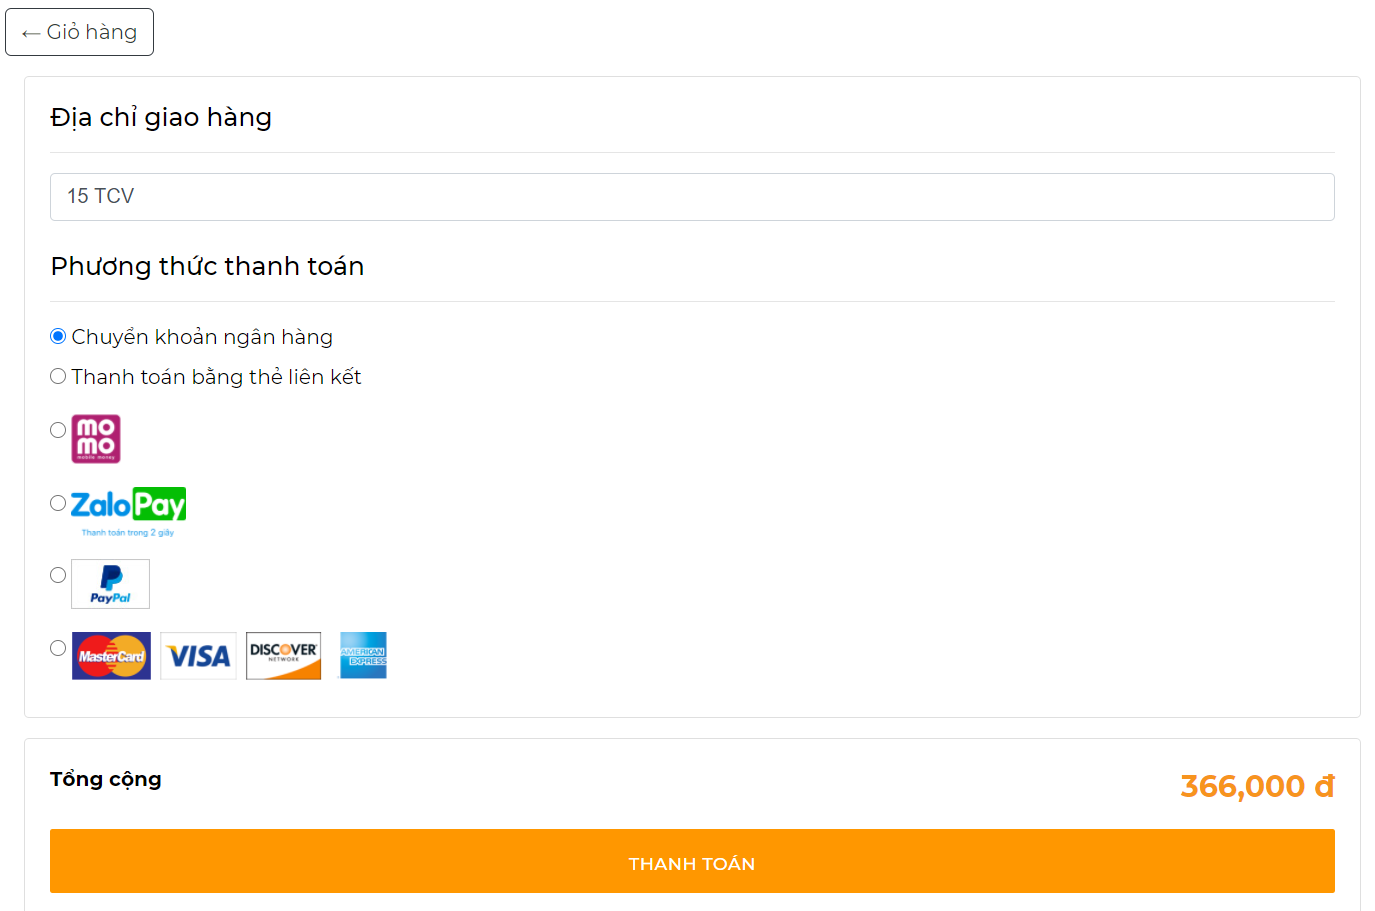 ← Giỏ hàng
Địa chỉ giao hàng
15 TCV
Phương thức thanh toán
Chuyển khoản ngân hàng
Thanh toán bằng thẻ liên kết
mo
mo
mobile money
ZaloPay
Thanh toán trong 2 giây
PayPal
MasterCard VISA DISCOVER AMERICAN
NETWORK EXPRESS
Tổng cộng
366,000 đ
THANH TOÁN